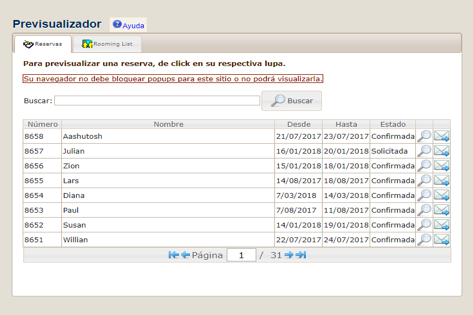 Previsualizador Ayuda
Reservas Rooming List
Para previsualizar una reserva, de click en su respectiva lupa.
Su navegador no debe bloquear popups para este sitio o no podrá visualizarla.
Buscar: Buscar
Número Nombre Desde Hasta Estado
8658 Aashutosh 21/07/2017 23/07/2017 Confirmada
8657 Julian 16/01/2018 20/01/2018 Solicitada
8656 Zion 15/01/2018 18/01/2018 Confirmada
8655 Lars 14/08/2017 18/08/2017 Confirmada
8654 Diana 7/03/2018 14/03/2018 Confirmada
8653 Paul 7/08/2017 11/08/2017 Confirmada
8652 Susan 14/01/2018 19/01/2018 Confirmada
8651 Willian 22/07/2017 24/07/2017 Confirmada
Página 1 / 31